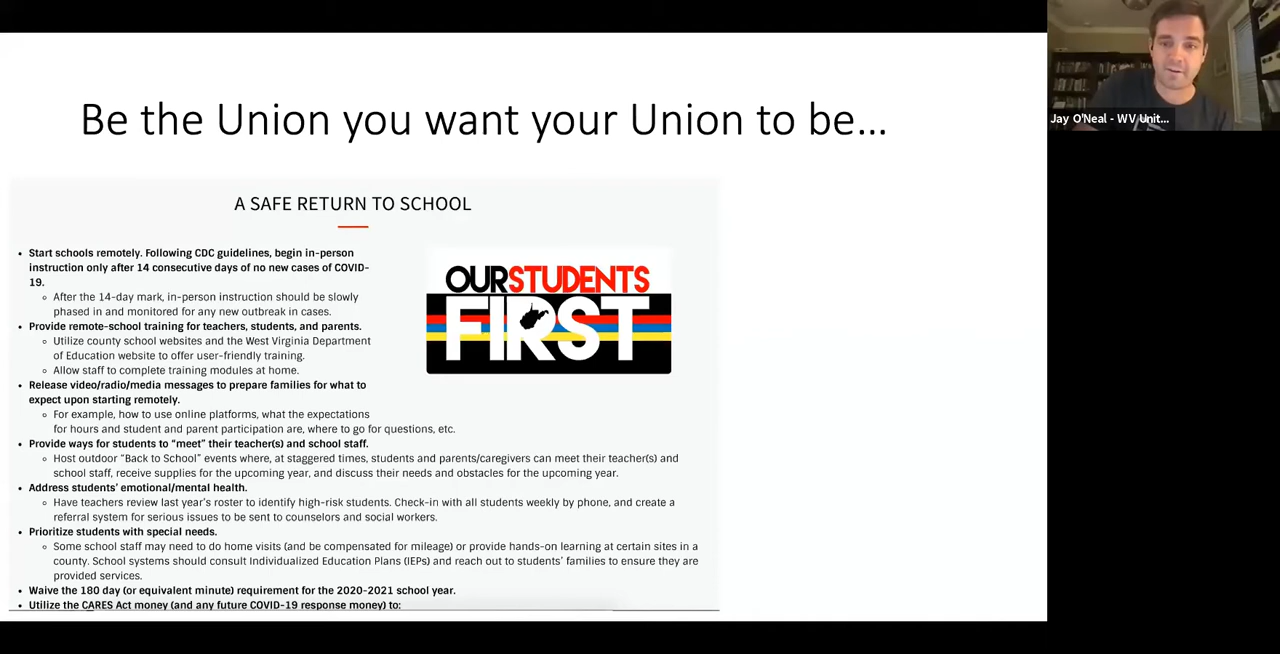 Be the Union you want your Union to be...
Jay O'Neal - WV Unit...
A SAFE RETURN TO SCHOOL
• Start schools remotely. Following CDC guidelines, begin in-person
instruction only after 14 consecutive days of no new cases of COVID-
19.
○ After the 14-day mark, in-person instruction should be slowly
phased in and monitored for any new outbreak in cases.
• Provide remote-school training for teachers, students, and parents.
○ Utilize county school websites and the West Virginia Department
of Education website to offer user-friendly training.
○ Allow staff to complete training modules at home.
• Release video/radio/media messages to prepare families for what to
expect upon starting remotely.
○ For example, how to use online platforms, what the expectations
for hours and student and parent participation are, where to go for questions, etc.
• Provide ways for students to “meet” their teacher(s) and school staff.
○ Host outdoor “Back to School” events where, at staggered times, students and parents/caregivers can meet their teacher(s) and
school staff, receive supplies for the upcoming year, and discuss their needs and obstacles for the upcoming year.
• Address students’ emotional/mental health.
○ Have teachers review last year’s roster to identify high-risk students. Check-in with all students weekly by phone, and create a
referral system for serious issues to be sent to counselors and social workers.
• Prioritize students with special needs.
○ Some school staff may need to do home visits (and be compensated for mileage) or provide hands-on learning at certain sites in a
county. School systems should consult Individualized Education Plans (IEPs) and reach out to students’ families to ensure they are
provided services.
• Waive the 180 day (or equivalent minute) requirement for the 2020-2021 school year.
• Utilize the CARES Act money (and any future COVID-19 response money) to:
OUR STUDENTS
FIRST